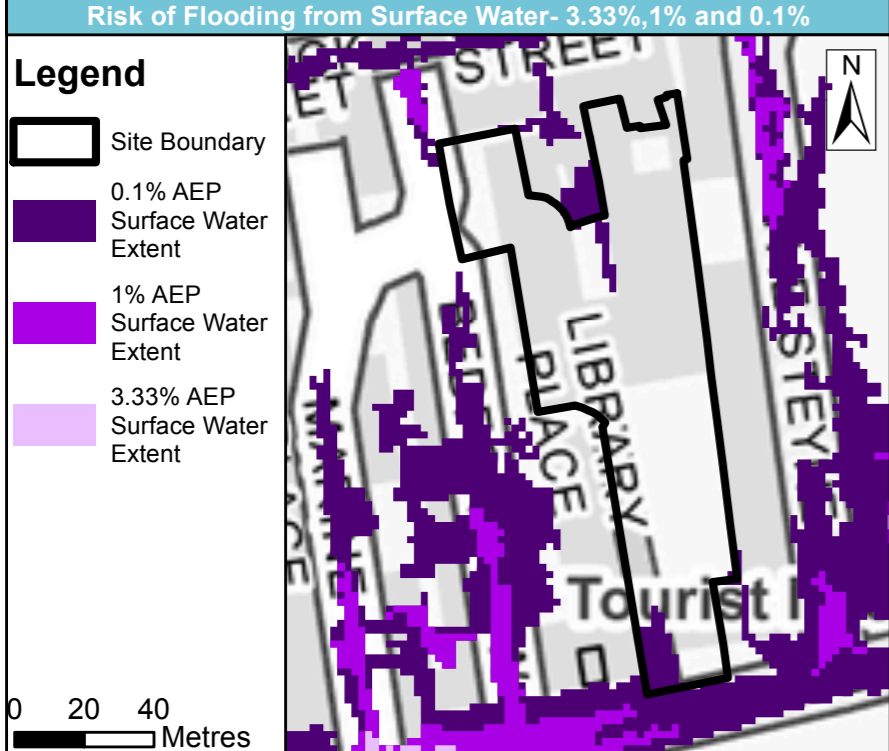 Risk of Flooding from Surface Water- 3.33%,1% and 0.1%
Legend
Site Boundary
0.1% AEP
Surface Water
Extent
1% AEP
Surface Water
Extent
3.33% AEP
Surface Water
Extent
0 20 40
Metres
N
STREET
LIBRARY
PLACE
MARINE
STEY
Tourist I